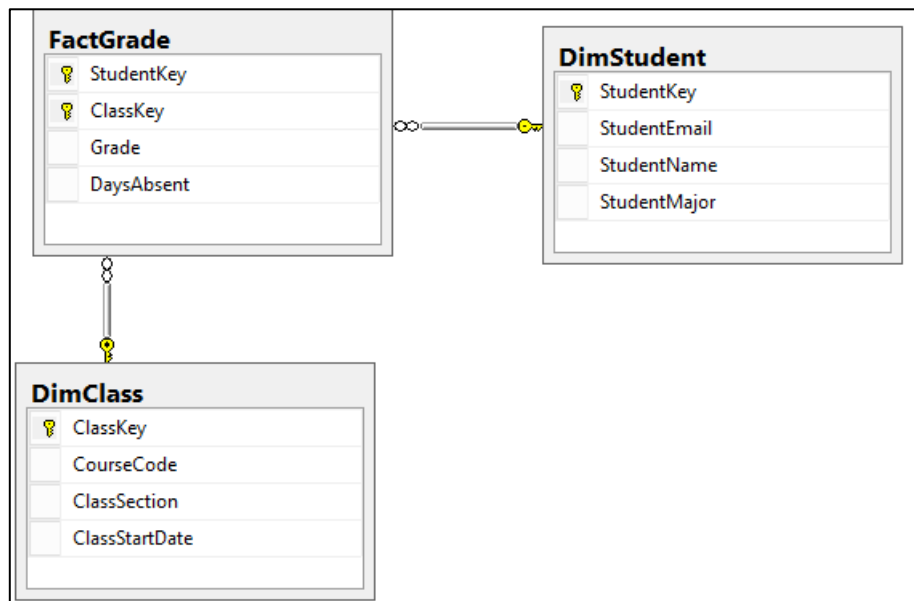 FactGrade
StudentKey
ClassKey
Grade
DaysAbsent
DimStudent
StudentKey
StudentEmail
StudentName
StudentMajor
DimClass
ClassKey
CourseCode
ClassSection
ClassStartDate